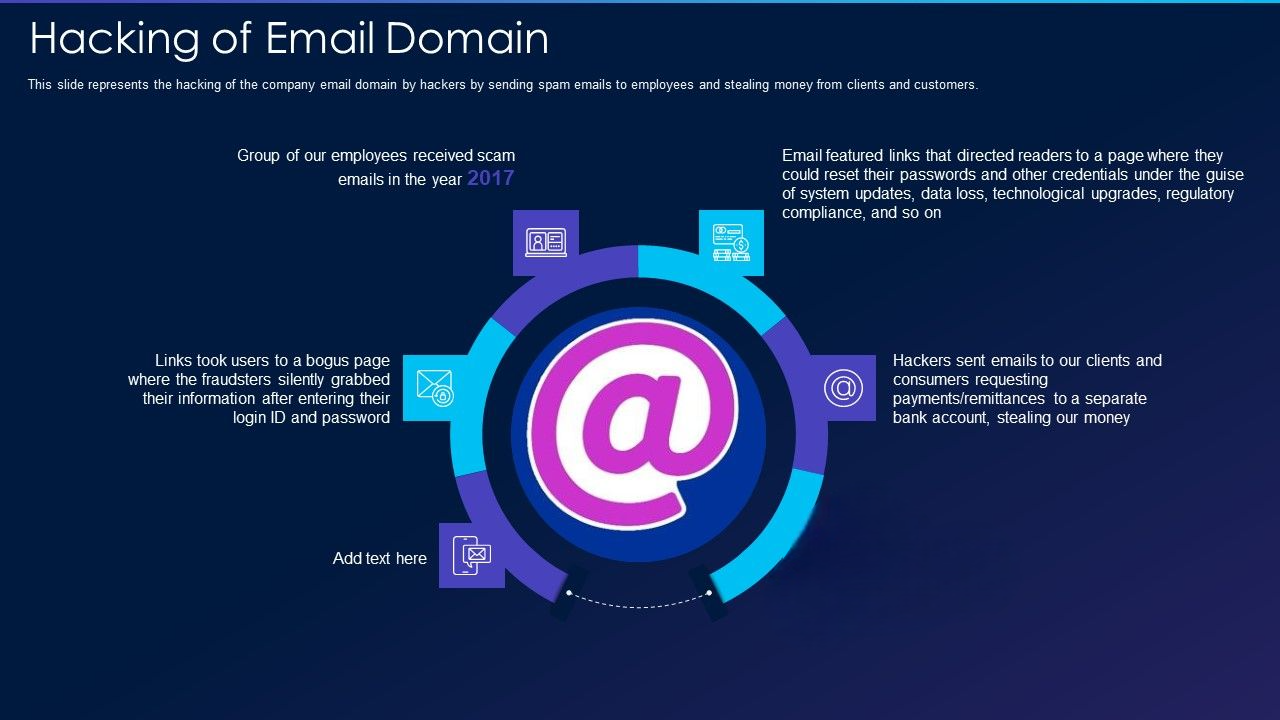 Hacking of Email Domain
This slide represents the hacking of the company email domain by hackers by sending spam emails to employees and stealing money from clients and customers.
Group of our employees received scam
emails in the year 2017
Email featured links that directed readers to a page where they
could reset their passwords and other credentials under the guise
of system updates, data loss, technological upgrades, regulatory
compliance, and so on
Links took users to a bogus page
where the fraudsters silently grabbed
their information after entering their
login ID and password
@
@
Hackers sent emails to our clients and
consumers requesting
payments/remittances to a separate
bank account, stealing our money
Add text here